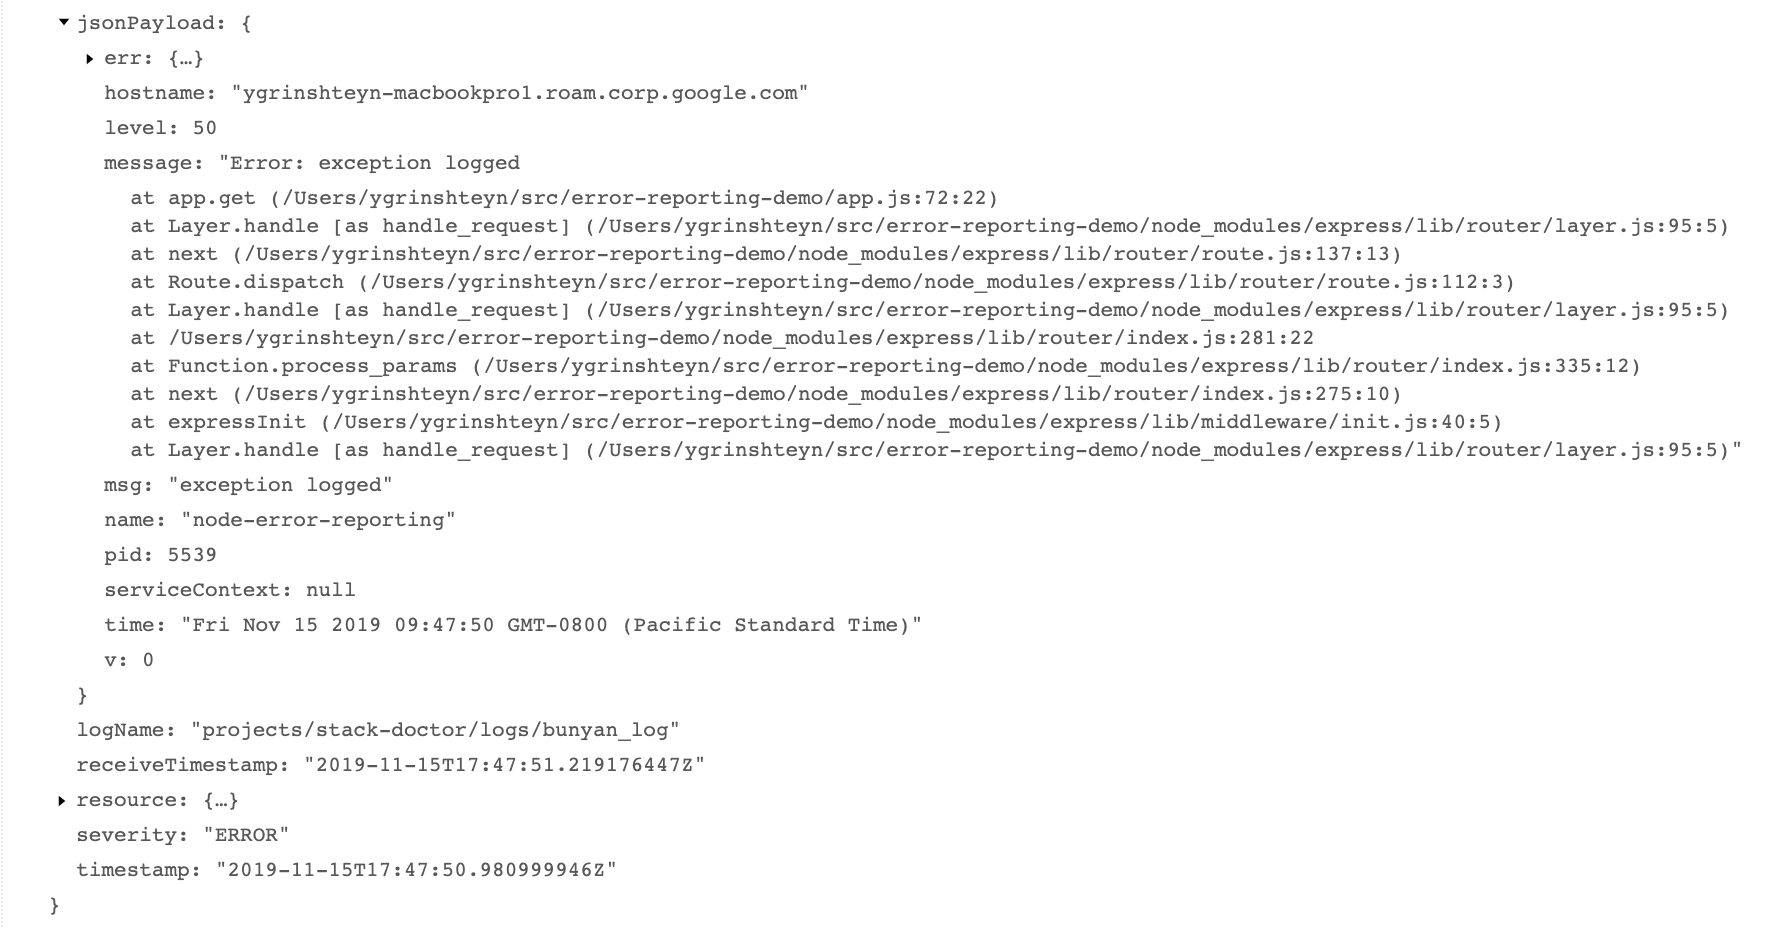 jsonPayload: {
err: {…}
hostname: "ygrinshteyn-macbookpro1.roam.corp.google.com"
level: 50
message: "Error: exception logged
at app.get (/Users/ygrinshteyn/src/error-reporting-demo/app.js:72:22)
at Layer.handle [as handle_request] (/Users/ygrinshteyn/src/error-reporting-demo/node_modules/express/lib/router/layer.js:95:5)
at next (/Users/ygrinshteyn/src/error-reporting-demo/node_modules/express/lib/router/route.js:137:13)
at Route.dispatch (/Users/ygrinshteyn/src/error-reporting-demo/node_modules/express/lib/router/route.js:112:3)
at Layer.handle [as handle_request] (/Users/ygrinshteyn/src/error-reporting-demo/node_modules/express/lib/router/layer.js:95:5)
at /Users/ygrinshteyn/src/error-reporting-demo/node_modules/express/lib/router/index.js:281:22
at Function.process_params (/Users/ygrinshteyn/src/error-reporting-demo/node_modules/express/lib/router/index.js:335:12)
at next (/Users/ygrinshteyn/src/error-reporting-demo/node_modules/express/lib/router/index.js:275:10)
at expressInit (/Users/ygrinshteyn/src/error-reporting-demo/node_modules/express/lib/middleware/init.js:40:5)
at Layer.handle [as handle_request] (/Users/ygrinshteyn/src/error-reporting-demo/node_modules/express/lib/router/layer.js:95:5)"
msg: "exception logged"
name: "node-error-reporting"
pid: 5539
serviceContext: null
time: "Fri Nov 15 2019 09:47:50 GMT-0800 (Pacific Standard Time)"
v: 0
}
logName: "projects/stack-doctor/logs/bunyan_log"
receiveTimestamp: "2019-11-15T17:47:51.219176447Z"
resource: {…}
severity: "ERROR"
timestamp: "2019-11-15T17:47:50.980999946Z"
}